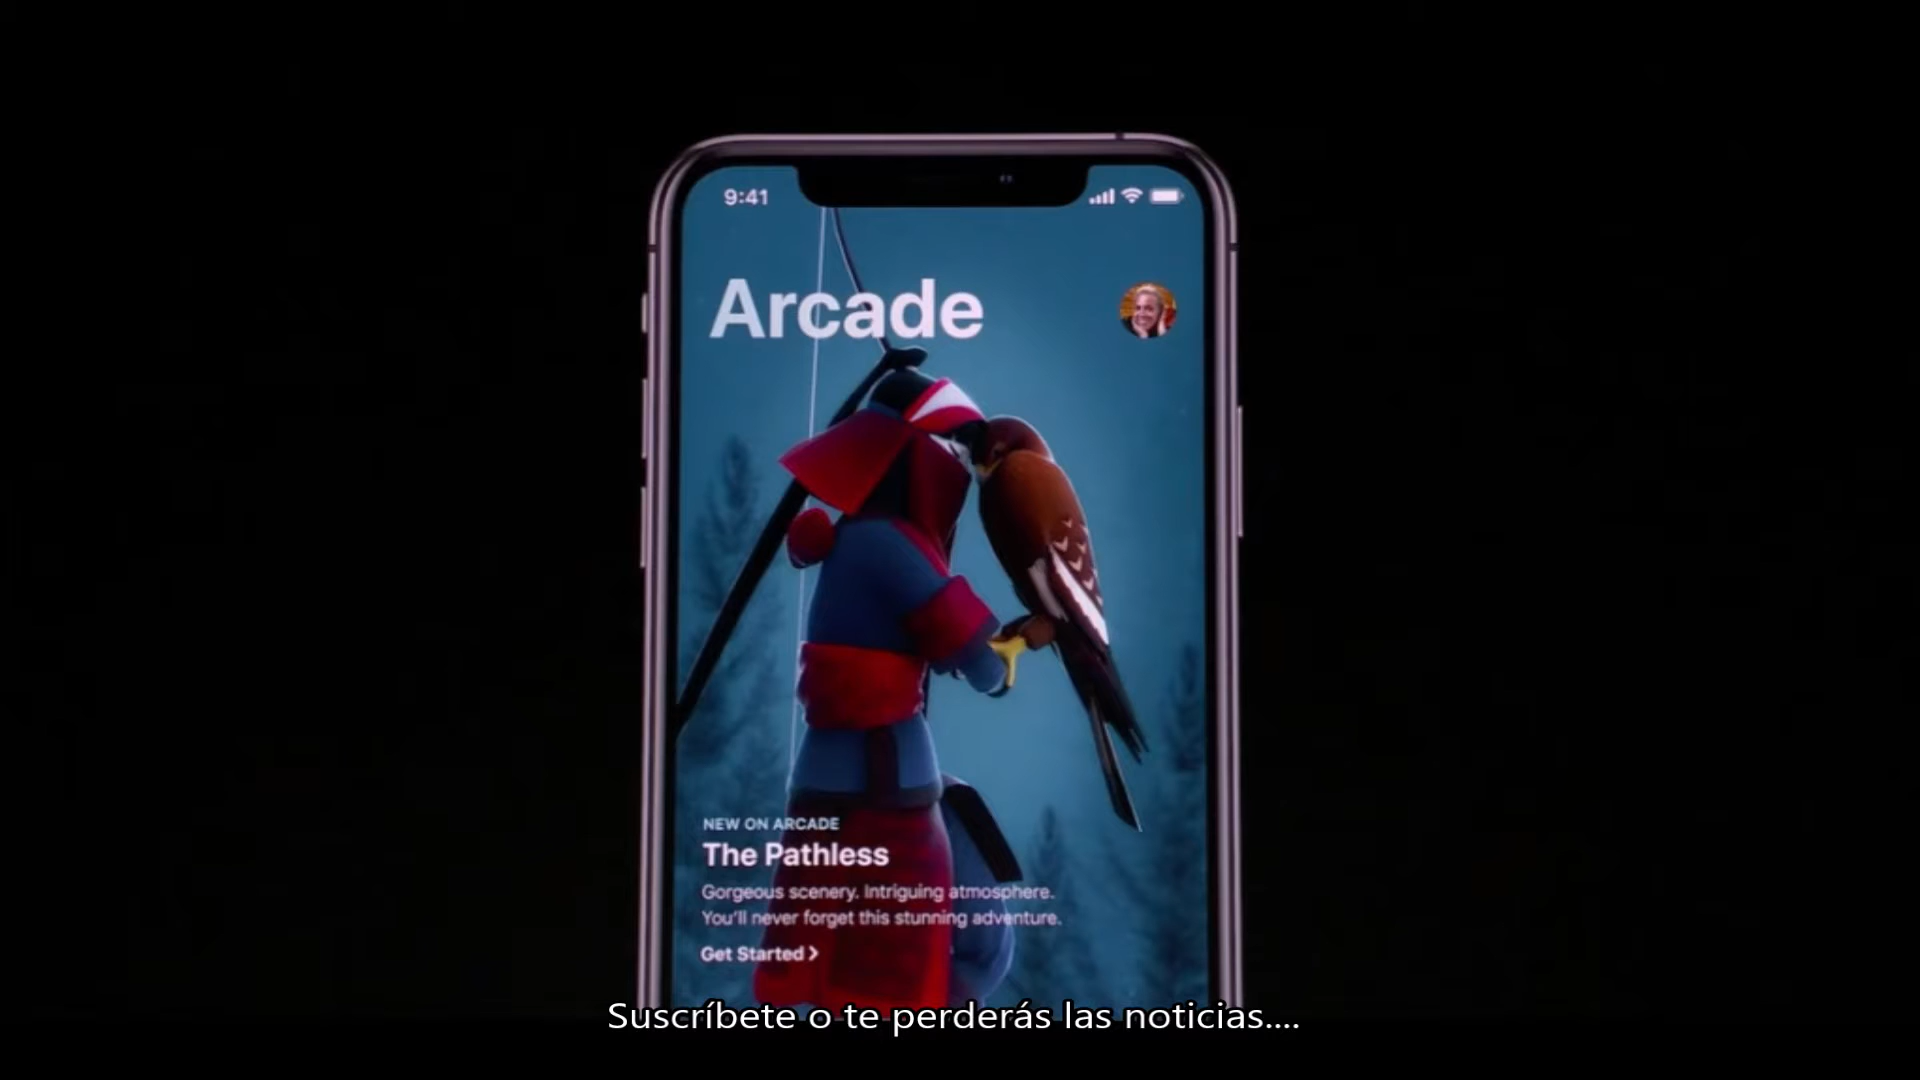 9:41
Arcade
NEW ON ARCADE
The Pathless
Gorgeous scenery. Intriguing atmosphere.
You'll never forget this stunning adventure.
Get Started >
Suscríbete o te perderás las noticias....